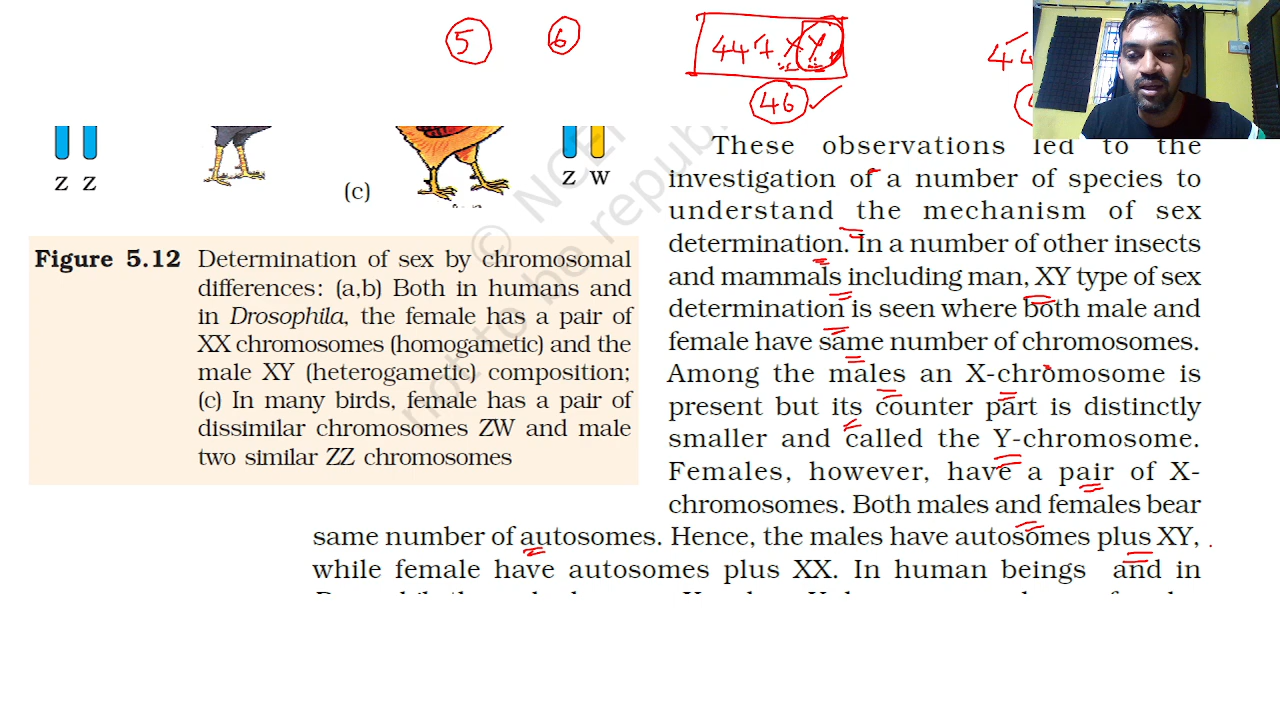 5 6 44+XY 44
46
These observations led to the
investigation of a number of species to
understand the mechanism of sex
determination. In a number of other insects
and mammals including man, XY type of sex
determination is seen where both male and
female have same number of chromosomes.
Among the males an X-chromosome is
present but its counter part is distinctly
smaller and called the Y-chromosome.
Females, however, have a pair of X-
chromosomes. Both males and females bear
same number of autosomes. Hence, the males have autosomes plus XY,
while female have autosomes plus XX. In human beings and in
z z
(c)
z w
Figure 5.12 Determination of sex by chromosomal
differences: (a,b) Both in humans and
in Drosophila, the female has a pair of
XX chromosomes (homogametic) and the
male XY (heterogametic) composition;
(c) In many birds, female has a pair of
dissimilar chromosomes ZW and male
two similar ZZ chromosomes
© NCE
not to be repub